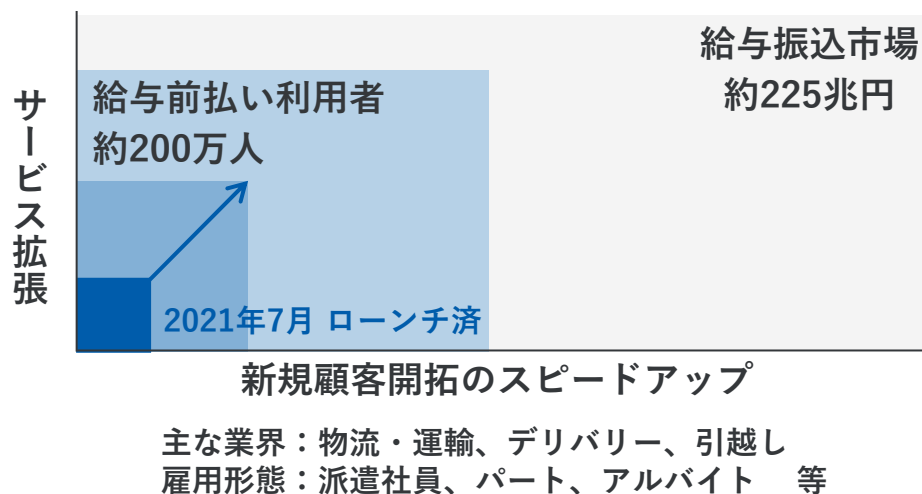 給与振込市場
約225兆円
給与前払い利用者
約200万人
サービス拡張
2021年7月 ローンチ済
新規顧客開拓のスピードアップ
主な業界：物流・運輸、デリバリー、引越し
雇用形態：派遣社員、パート、アルバイト　等